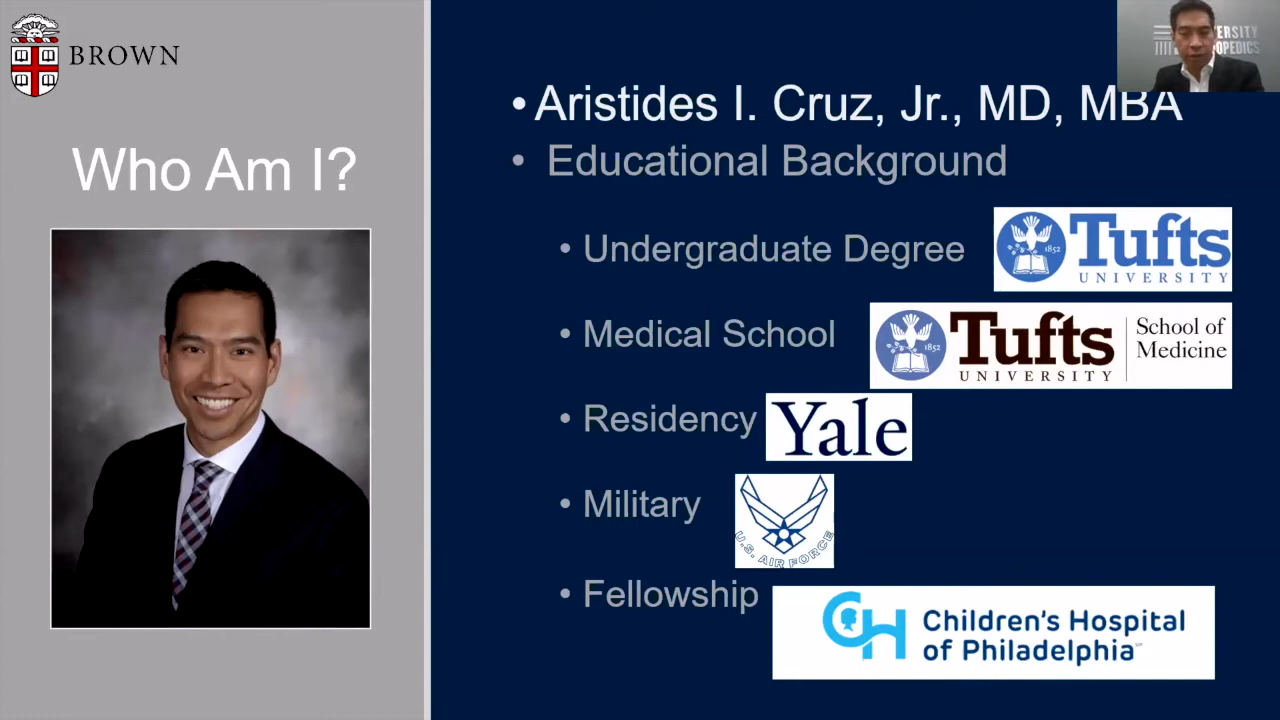 BROWN
Who Am I?
• Aristides I. Cruz, Jr., MD, MBA
• Educational Background
• Undergraduate Degree
1852
Tufts
UNIVERSITY
• Medical School
1852
Tufts
UNIVERSITY
School of
Medicine
• Residency
Yale
• Military
U.S. AIR FORCE
• Fellowship
CH
Children's Hospital
of Philadelphia